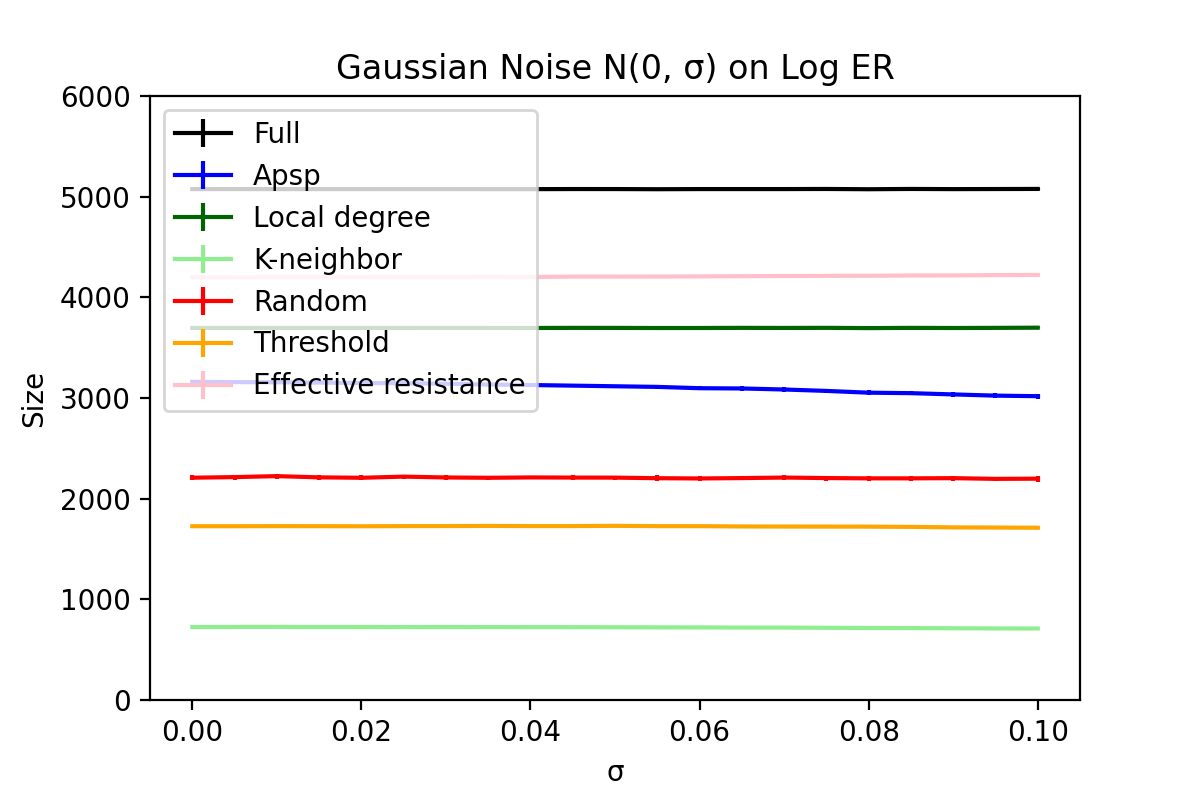 Gaussian Noise N(0, σ) on Log ER
6000
5000
4000
3000
2000
1000
0
Size
Full
Apsp
Local degree
K-neighbor
Random
Threshold
Effective resistance
0.00 0.02 0.04 0.06 0.08 0.10
σ